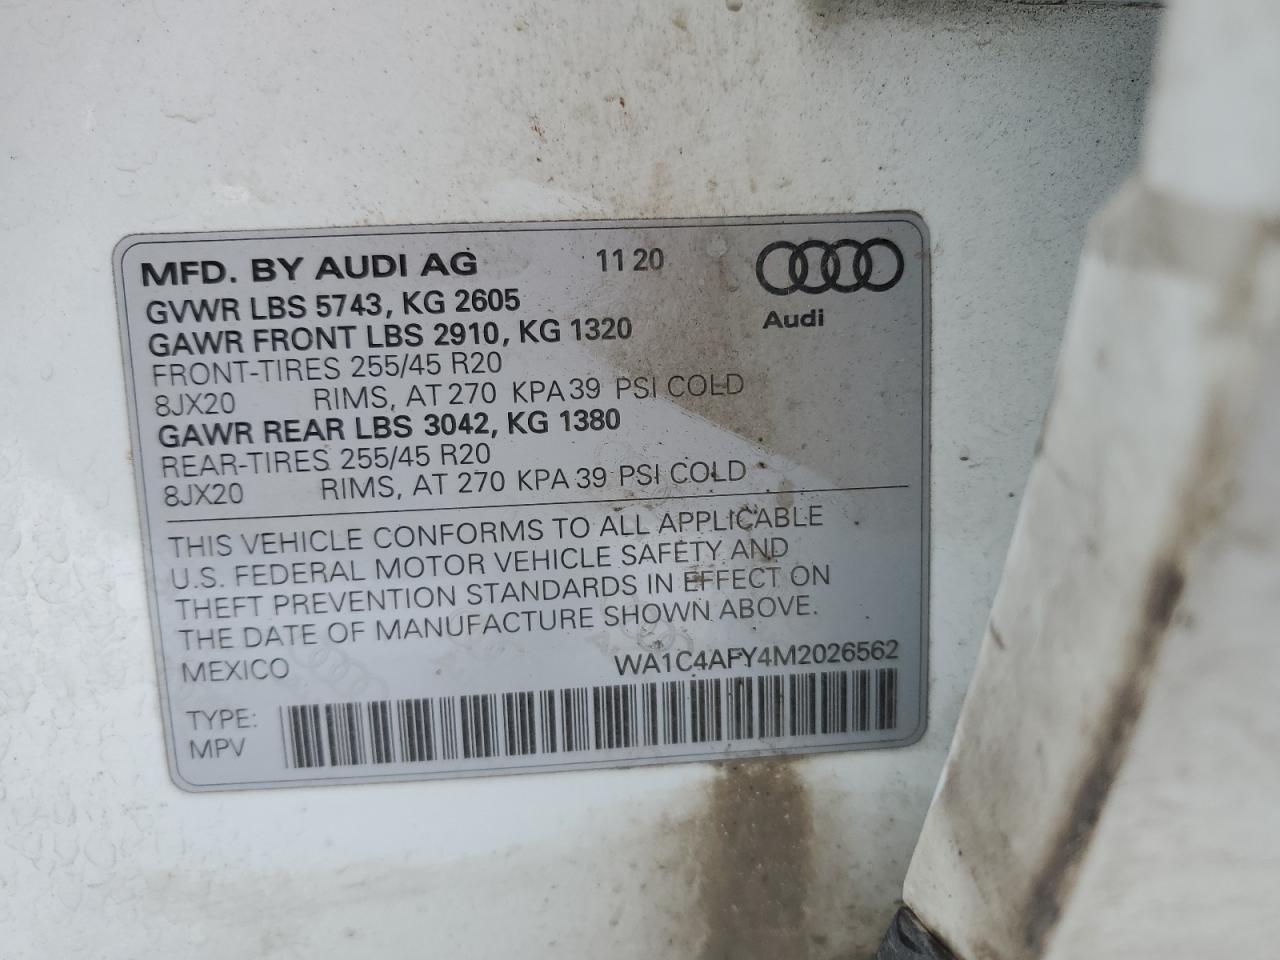 MFD. BY AUDI AG 11 20
GVWR LBS 5743, KG 2605
GAWR FRONT LBS 2910, KG 1320
Audi
FRONT-TIRES 255/45 R20
8JX20 RIMS, AT 270 KPA 39 PSI COLD
GAWR REAR LBS 3042, KG 1380
REAR-TIRES 255/45 R20
8JX20 RIMS, AT 270 KPA 39 PSI COLD
THIS VEHICLE CONFORMS TO ALL APPLICABLE
U.S. FEDERAL MOTOR VEHICLE SAFETY AND
THEFT PREVENTION STANDARDS IN EFFECT ON
THE DATE OF MANUFACTURE SHOWN ABOVE.
MEXICO WA1C4AFY4M2026562
TYPE:
MPV